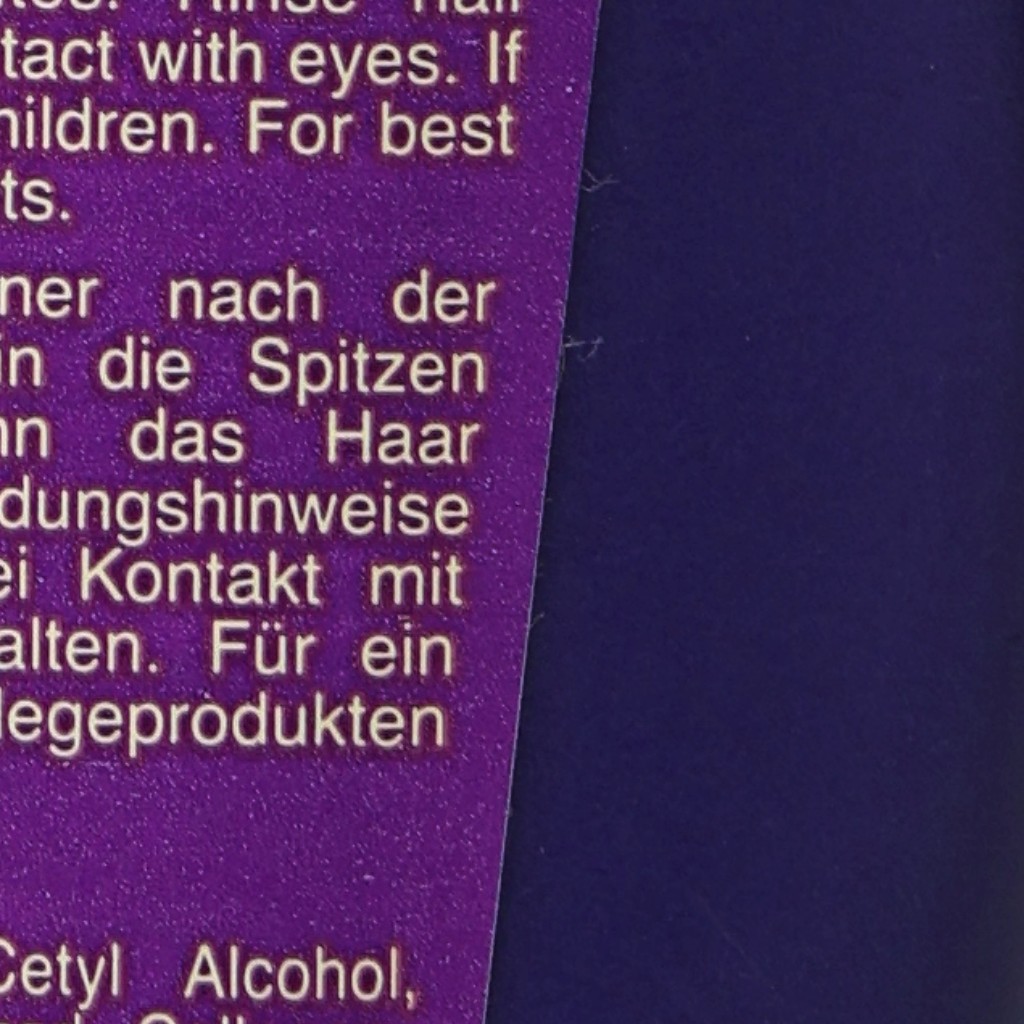 tact with eyes. If
hildren. For best
ts.
ner nach der
in die Spitzen
nn das Haar
dungshinweise
ei Kontakt mit
alten. Für ein
legeprodukten
Cetyl Alcohol,